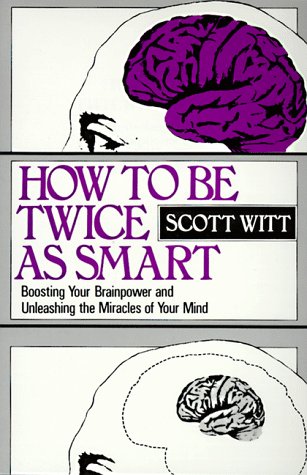 HOW TO BE
TWICE
SCOTT WITT
AS SMART
Boosting Your Brainpower and
Unleashing the Miracles of Your Mind